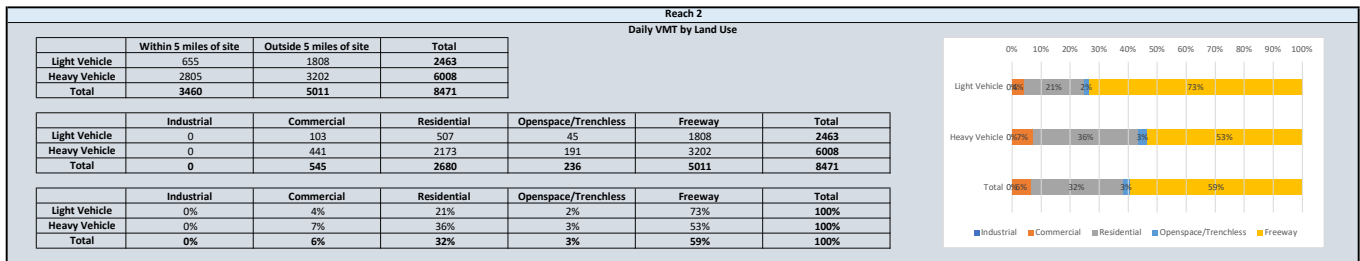 Reach 2
Daily VMT by Land Use
Within 5 miles of site Outside 5 miles of site Total
Light Vehicle 655 1808 2463
Heavy Vehicle 2805 3202 6008
Total 3460 5011 8471
Industrial Commercial Residential Openspace/Trenchless Freeway Total
Light Vehicle 0 103 507 45 1808 2463
Heavy Vehicle 0 441 2173 191 3202 6008
Total 0 545 2680 236 5011 8471
Industrial Commercial Residential Openspace/Trenchless Freeway Total
Light Vehicle 0% 4% 21% 2% 73% 100%
Heavy Vehicle 0% 7% 36% 3% 53% 100%
Total 0% 6% 32% 3% 59% 100%
0% 10% 20% 30% 40% 50% 60% 70% 80% 90% 100%
Light Vehicle 0% 4% 21% 2% 73%
Heavy Vehicle 0% 7% 36% 3% 53%
Total 0% 6% 32% 3% 59%
Industrial Commercial Residential Openspace/Trenchless Freeway